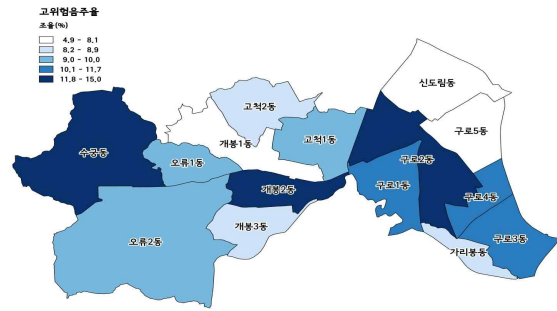 고위험음주율
조율(%)
4.9 - 8.1
8.2 - 8.9
9.0 - 10.0
10.1 - 11.7
11.8 - 15.0
신도림동
고척2동
구로5동
개봉1동
고척1동
수궁동
오류1동
구로2동
개봉2동
구로1동
구로4동
개봉3동
오류2동
구로3동
가리봉동